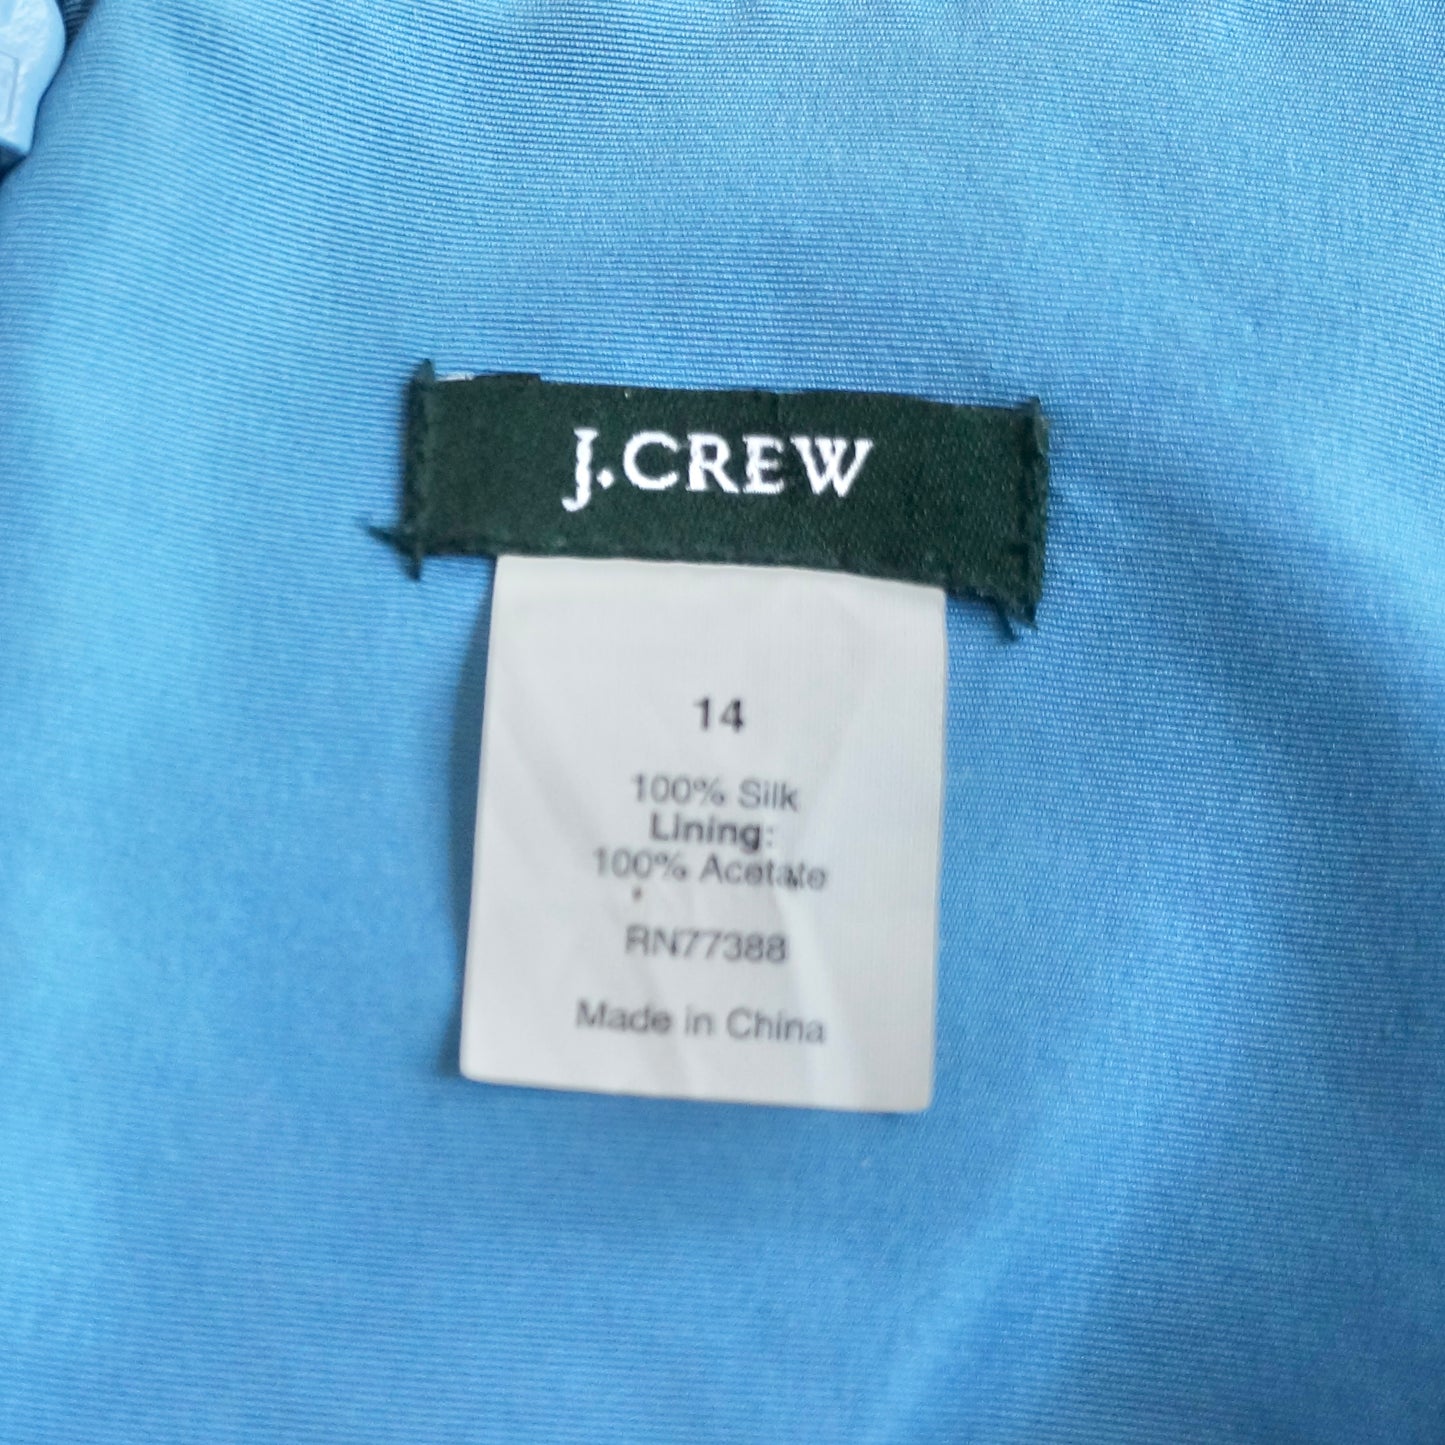 J.CREW
14
100% Silk
Lining:
100% Acetate
RN77388
Made in China